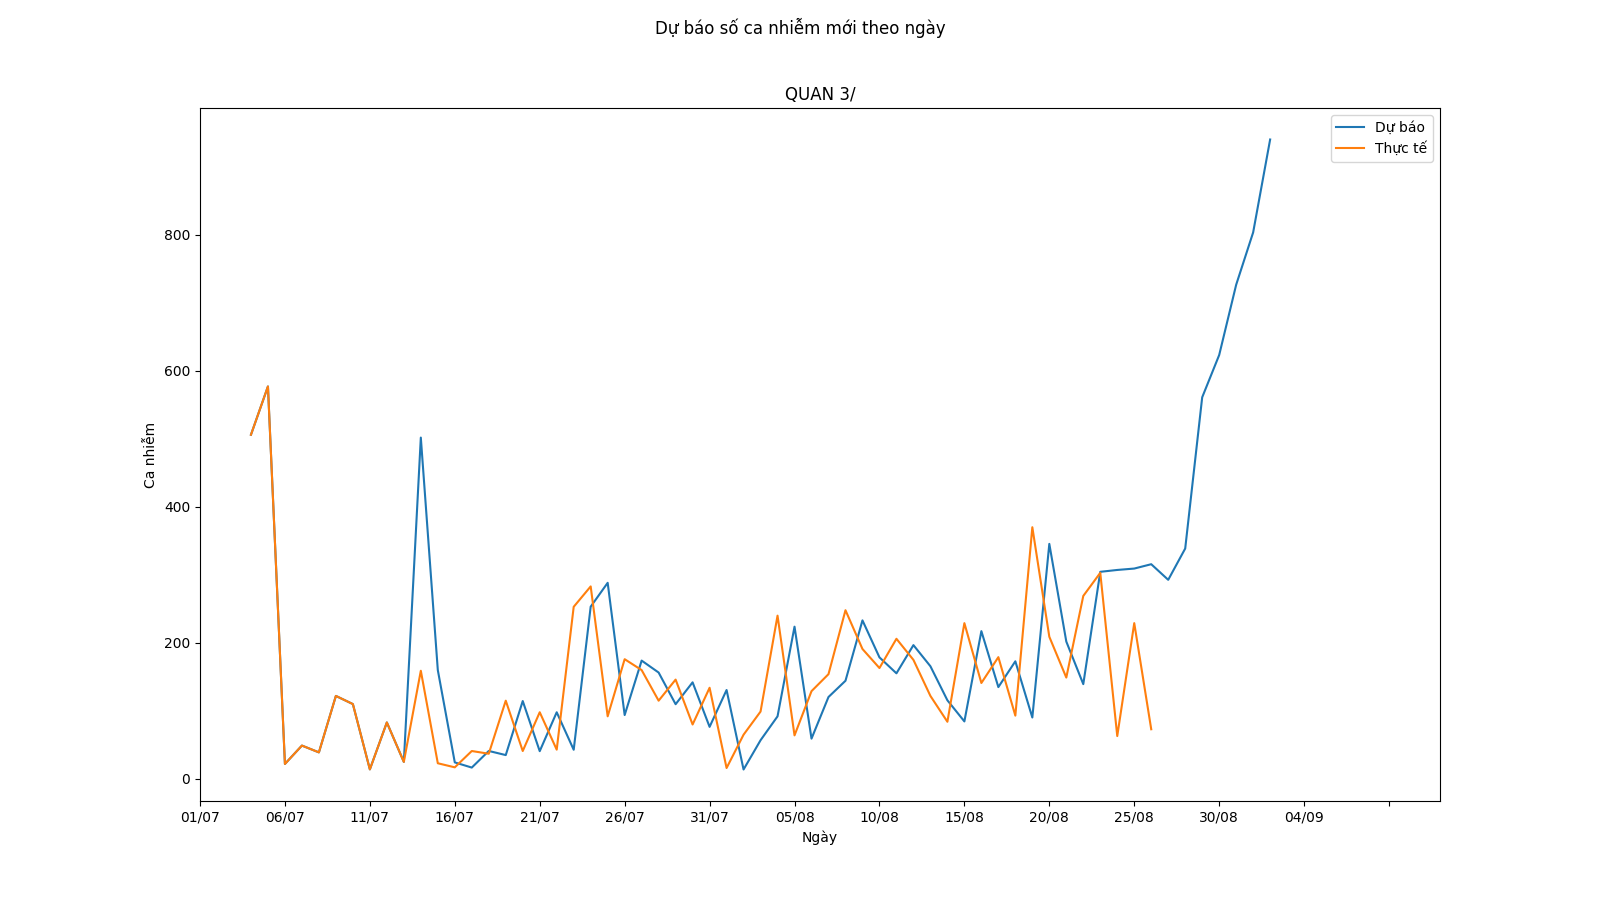 Dự báo số ca nhiễm mới theo ngày
QUAN 3/
Dự báo
Thực tế
800
600
400
200
0
Ca nhiễm
01/07 06/07 11/07 16/07 21/07 26/07 31/07 05/08 10/08 15/08 20/08 25/08 30/08 04/09
Ngày